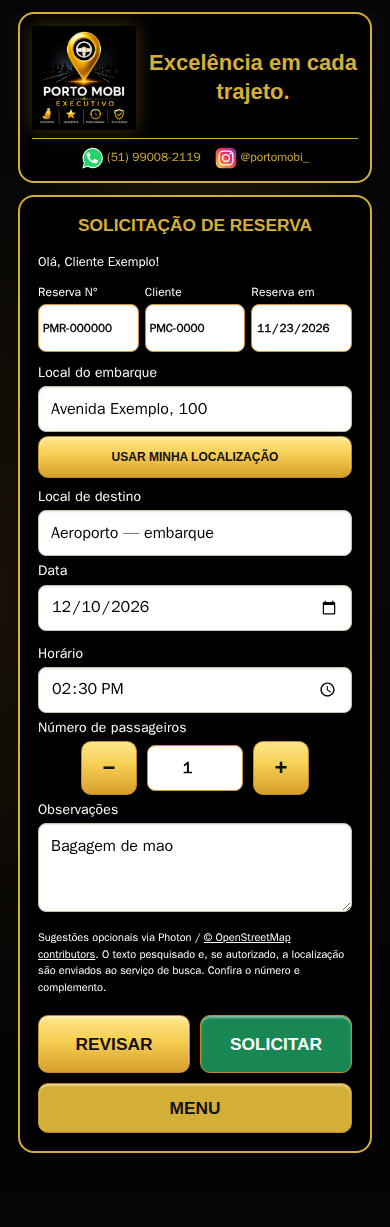 PORTO MOBI
EXECUTIVO
Excelência em cada
trajeto.
(51) 99008-2119 @portomobi_
SOLICITAÇÃO DE RESERVA
Olá, Cliente Exemplo!
Reserva Nº Cliente Reserva em
PMR-000000 PMC-0000 11/23/2026
Local do embarque
Avenida Exemplo, 100
USAR MINHA LOCALIZAÇÃO
Local de destino
Aeroporto — embarque
Data
12/10/2026
Horário
02:30 PM
Número de passageiros
− 1 +
Observações
Bagagem de mao
Sugestões opcionais via Photon / © OpenStreetMap
contributors. O texto pesquisado e, se autorizado, a localização
são enviados ao serviço de busca. Confira o número e
complemento.
REVISAR SOLICITAR
MENU